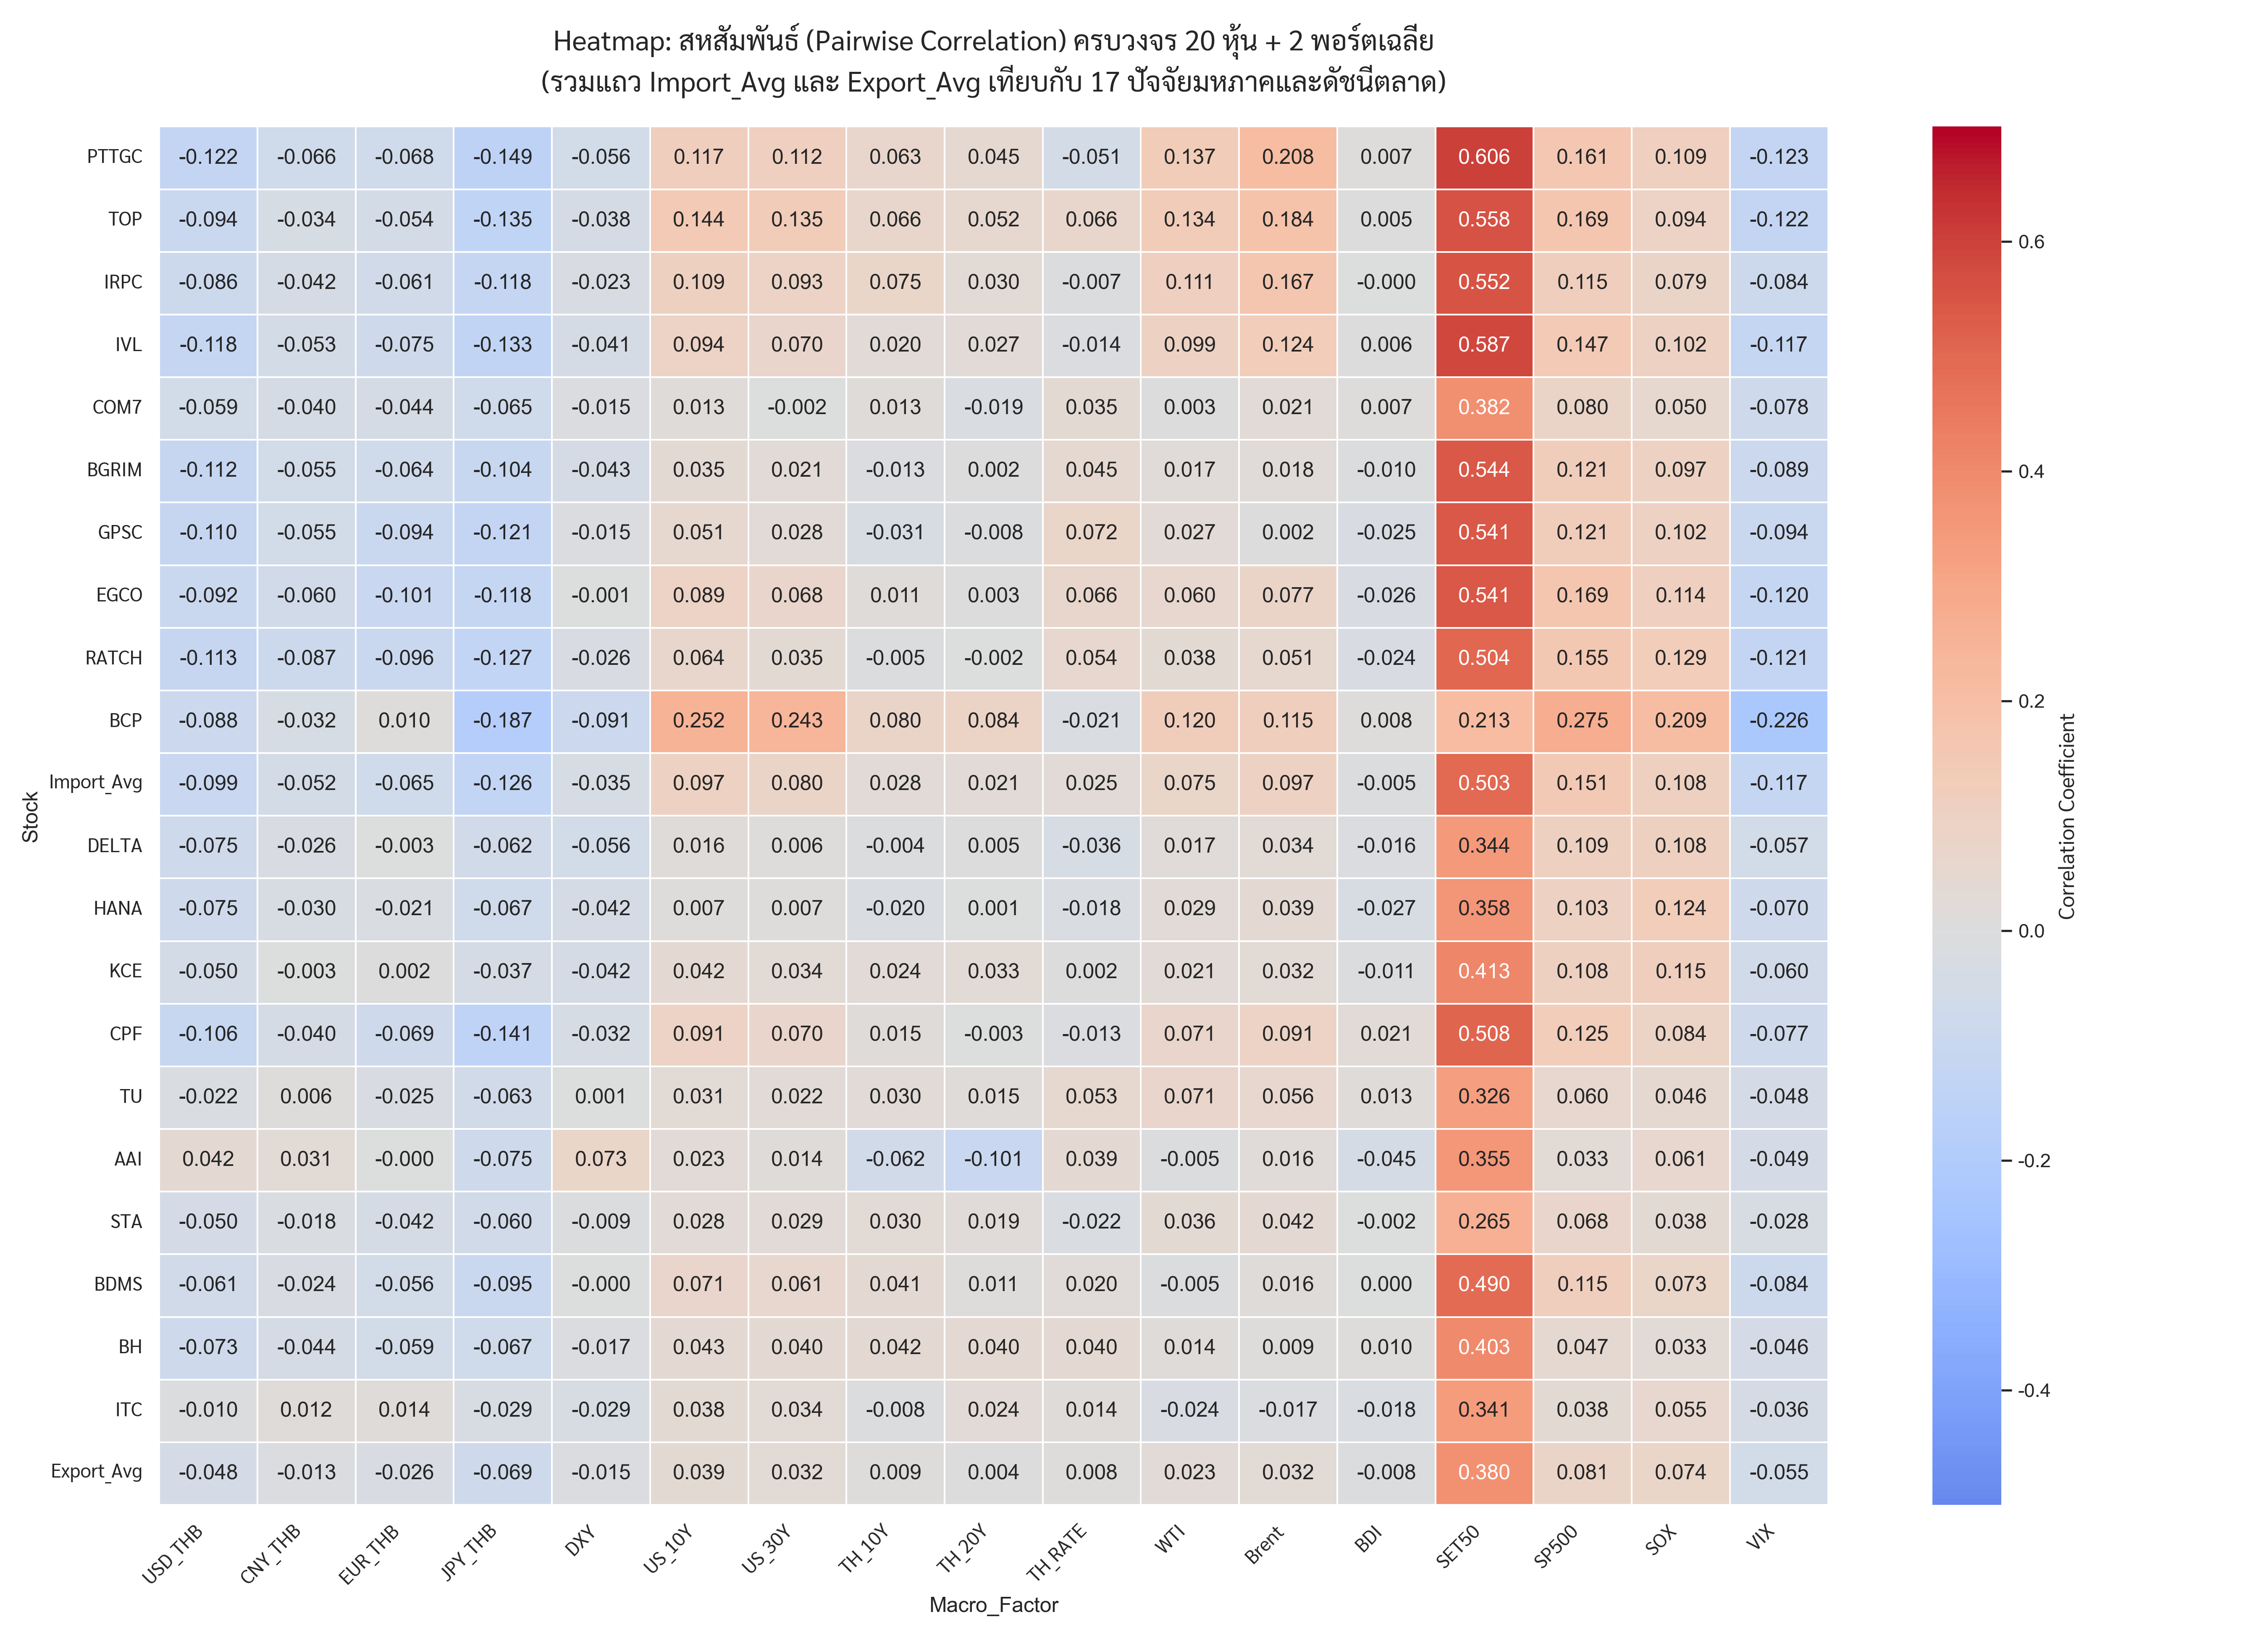 Heatmap: สหสัมพันธ์ (Pairwise Correlation) ครบวงจร 20 หุ้น + 2 พอร์ตเฉลี่ย
(รวมแถว Import_Avg และ Export_Avg เทียบกับ 17 ปัจจัยมหภาคและดัชนีตลาด)
PTTGC -0.122 -0.066 -0.068 -0.149 -0.056 0.117 0.112 0.063 0.045 -0.051 0.137 0.208 0.007 0.606 0.161 0.109 -0.123
TOP -0.094 -0.034 -0.054 -0.135 -0.038 0.144 0.135 0.066 0.052 0.066 0.134 0.184 0.005 0.558 0.169 0.094 -0.122
IRPC -0.086 -0.042 -0.061 -0.118 -0.023 0.109 0.093 0.075 0.030 -0.007 0.111 0.167 -0.000 0.552 0.115 0.079 -0.084
IVL -0.118 -0.053 -0.075 -0.133 -0.041 0.094 0.070 0.020 0.027 -0.014 0.099 0.124 0.006 0.587 0.147 0.102 -0.117
COM7 -0.059 -0.040 -0.044 -0.065 -0.015 0.013 -0.002 0.013 -0.019 0.035 0.003 0.021 0.007 0.382 0.080 0.050 -0.078
BGRIM -0.112 -0.055 -0.064 -0.104 -0.043 0.035 0.021 -0.013 0.002 0.045 0.017 0.018 -0.010 0.544 0.121 0.097 -0.089
GPSC -0.110 -0.055 -0.094 -0.121 -0.015 0.051 0.028 -0.031 -0.008 0.072 0.027 0.002 -0.025 0.541 0.121 0.102 -0.094
EGCO -0.092 -0.060 -0.101 -0.118 -0.001 0.089 0.068 0.011 0.003 0.066 0.060 0.077 -0.026 0.541 0.169 0.114 -0.120
RATCH -0.113 -0.087 -0.096 -0.127 -0.026 0.064 0.035 -0.005 -0.002 0.054 0.038 0.051 -0.024 0.504 0.155 0.129 -0.121
BCP -0.088 -0.032 0.010 -0.187 -0.091 0.252 0.243 0.080 0.084 -0.021 0.120 0.115 0.008 0.213 0.275 0.209 -0.226
Import_Avg -0.099 -0.052 -0.065 -0.126 -0.035 0.097 0.080 0.028 0.021 0.025 0.075 0.097 -0.005 0.503 0.151 0.108 -0.117
DELTA -0.075 -0.026 -0.003 -0.062 -0.056 0.016 0.006 -0.004 0.005 -0.036 0.017 0.034 -0.016 0.344 0.109 0.108 -0.057
HANA -0.075 -0.030 -0.021 -0.067 -0.042 0.007 0.007 -0.020 0.001 -0.018 0.029 0.039 -0.027 0.358 0.103 0.124 -0.070
KCE -0.050 -0.003 0.002 -0.037 -0.042 0.042 0.034 0.024 0.033 0.002 0.021 0.032 -0.011 0.413 0.108 0.115 -0.060
CPF -0.106 -0.040 -0.069 -0.141 -0.032 0.091 0.070 0.015 -0.003 -0.013 0.071 0.091 0.021 0.508 0.125 0.084 -0.077
TU -0.022 0.006 -0.025 -0.063 0.001 0.031 0.022 0.030 0.015 0.053 0.071 0.056 0.013 0.326 0.060 0.046 -0.048
AAI 0.042 0.031 -0.000 -0.075 0.073 0.023 0.014 -0.062 -0.101 0.039 -0.005 0.016 -0.045 0.355 0.033 0.061 -0.049
STA -0.050 -0.018 -0.042 -0.060 -0.009 0.028 0.029 0.030 0.019 -0.022 0.036 0.042 -0.002 0.265 0.068 0.038 -0.028
BDMS -0.061 -0.024 -0.056 -0.095 -0.000 0.071 0.061 0.041 0.011 0.020 -0.005 0.016 0.000 0.490 0.115 0.073 -0.084
BH -0.073 -0.044 -0.059 -0.067 -0.017 0.043 0.040 0.042 0.040 0.040 0.014 0.009 0.010 0.403 0.047 0.033 -0.046
ITC -0.010 0.012 0.014 -0.029 -0.029 0.038 0.034 -0.008 0.024 0.014 -0.024 -0.017 -0.018 0.341 0.038 0.055 -0.036
Export_Avg -0.048 -0.013 -0.026 -0.069 -0.015 0.039 0.032 0.009 0.004 0.008 0.023 0.032 -0.008 0.380 0.081 0.074 -0.055
USD_THB CNY_THB EUR_THB JPY_THB DXY US_10Y US_30Y TH_10Y TH_20Y TH_RATE WTI Brent BDI SET50 SP500 SOX VIX
Macro_Factor
Stock
0.6
0.4
0.2
0.0
-0.2
-0.4
Correlation Coefficient